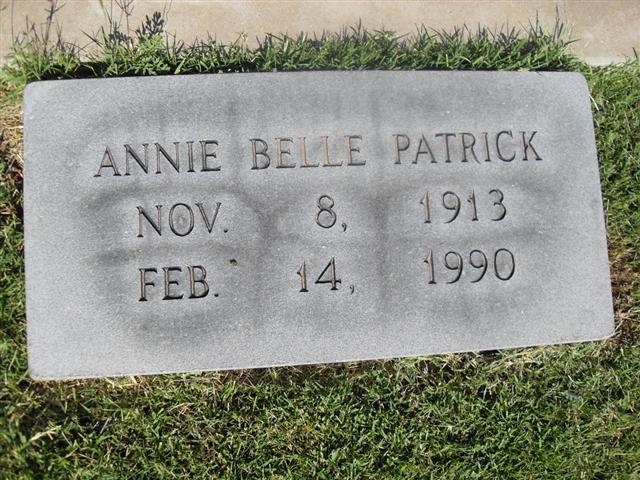 ANNIE BELLE PATRICK
NOV. 8, 1913
FEB. 14, 1990